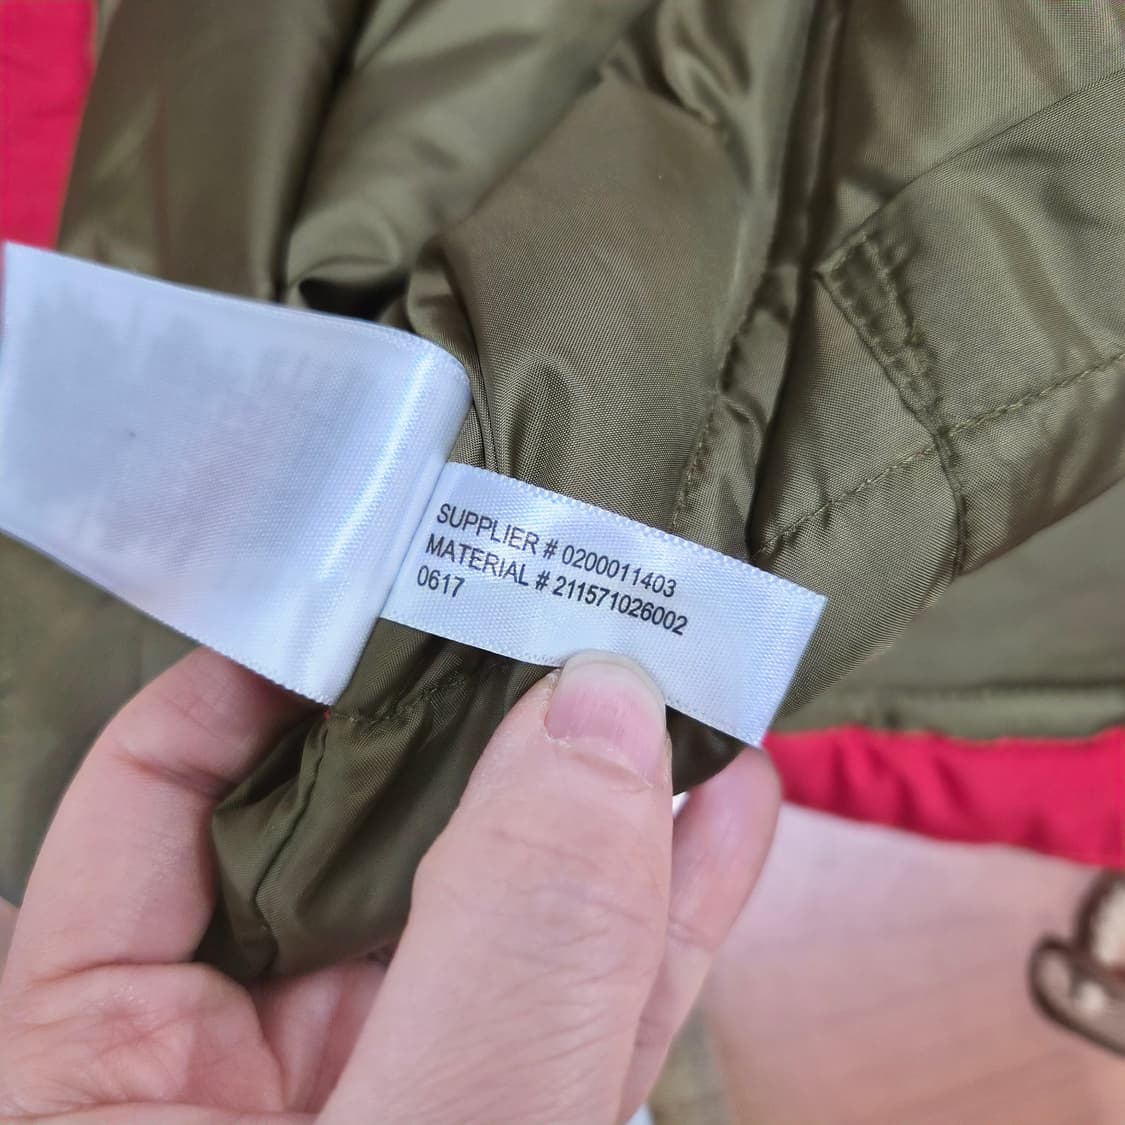 SUPPLIER # 0200011403
MATERIAL # 211571026002
0617